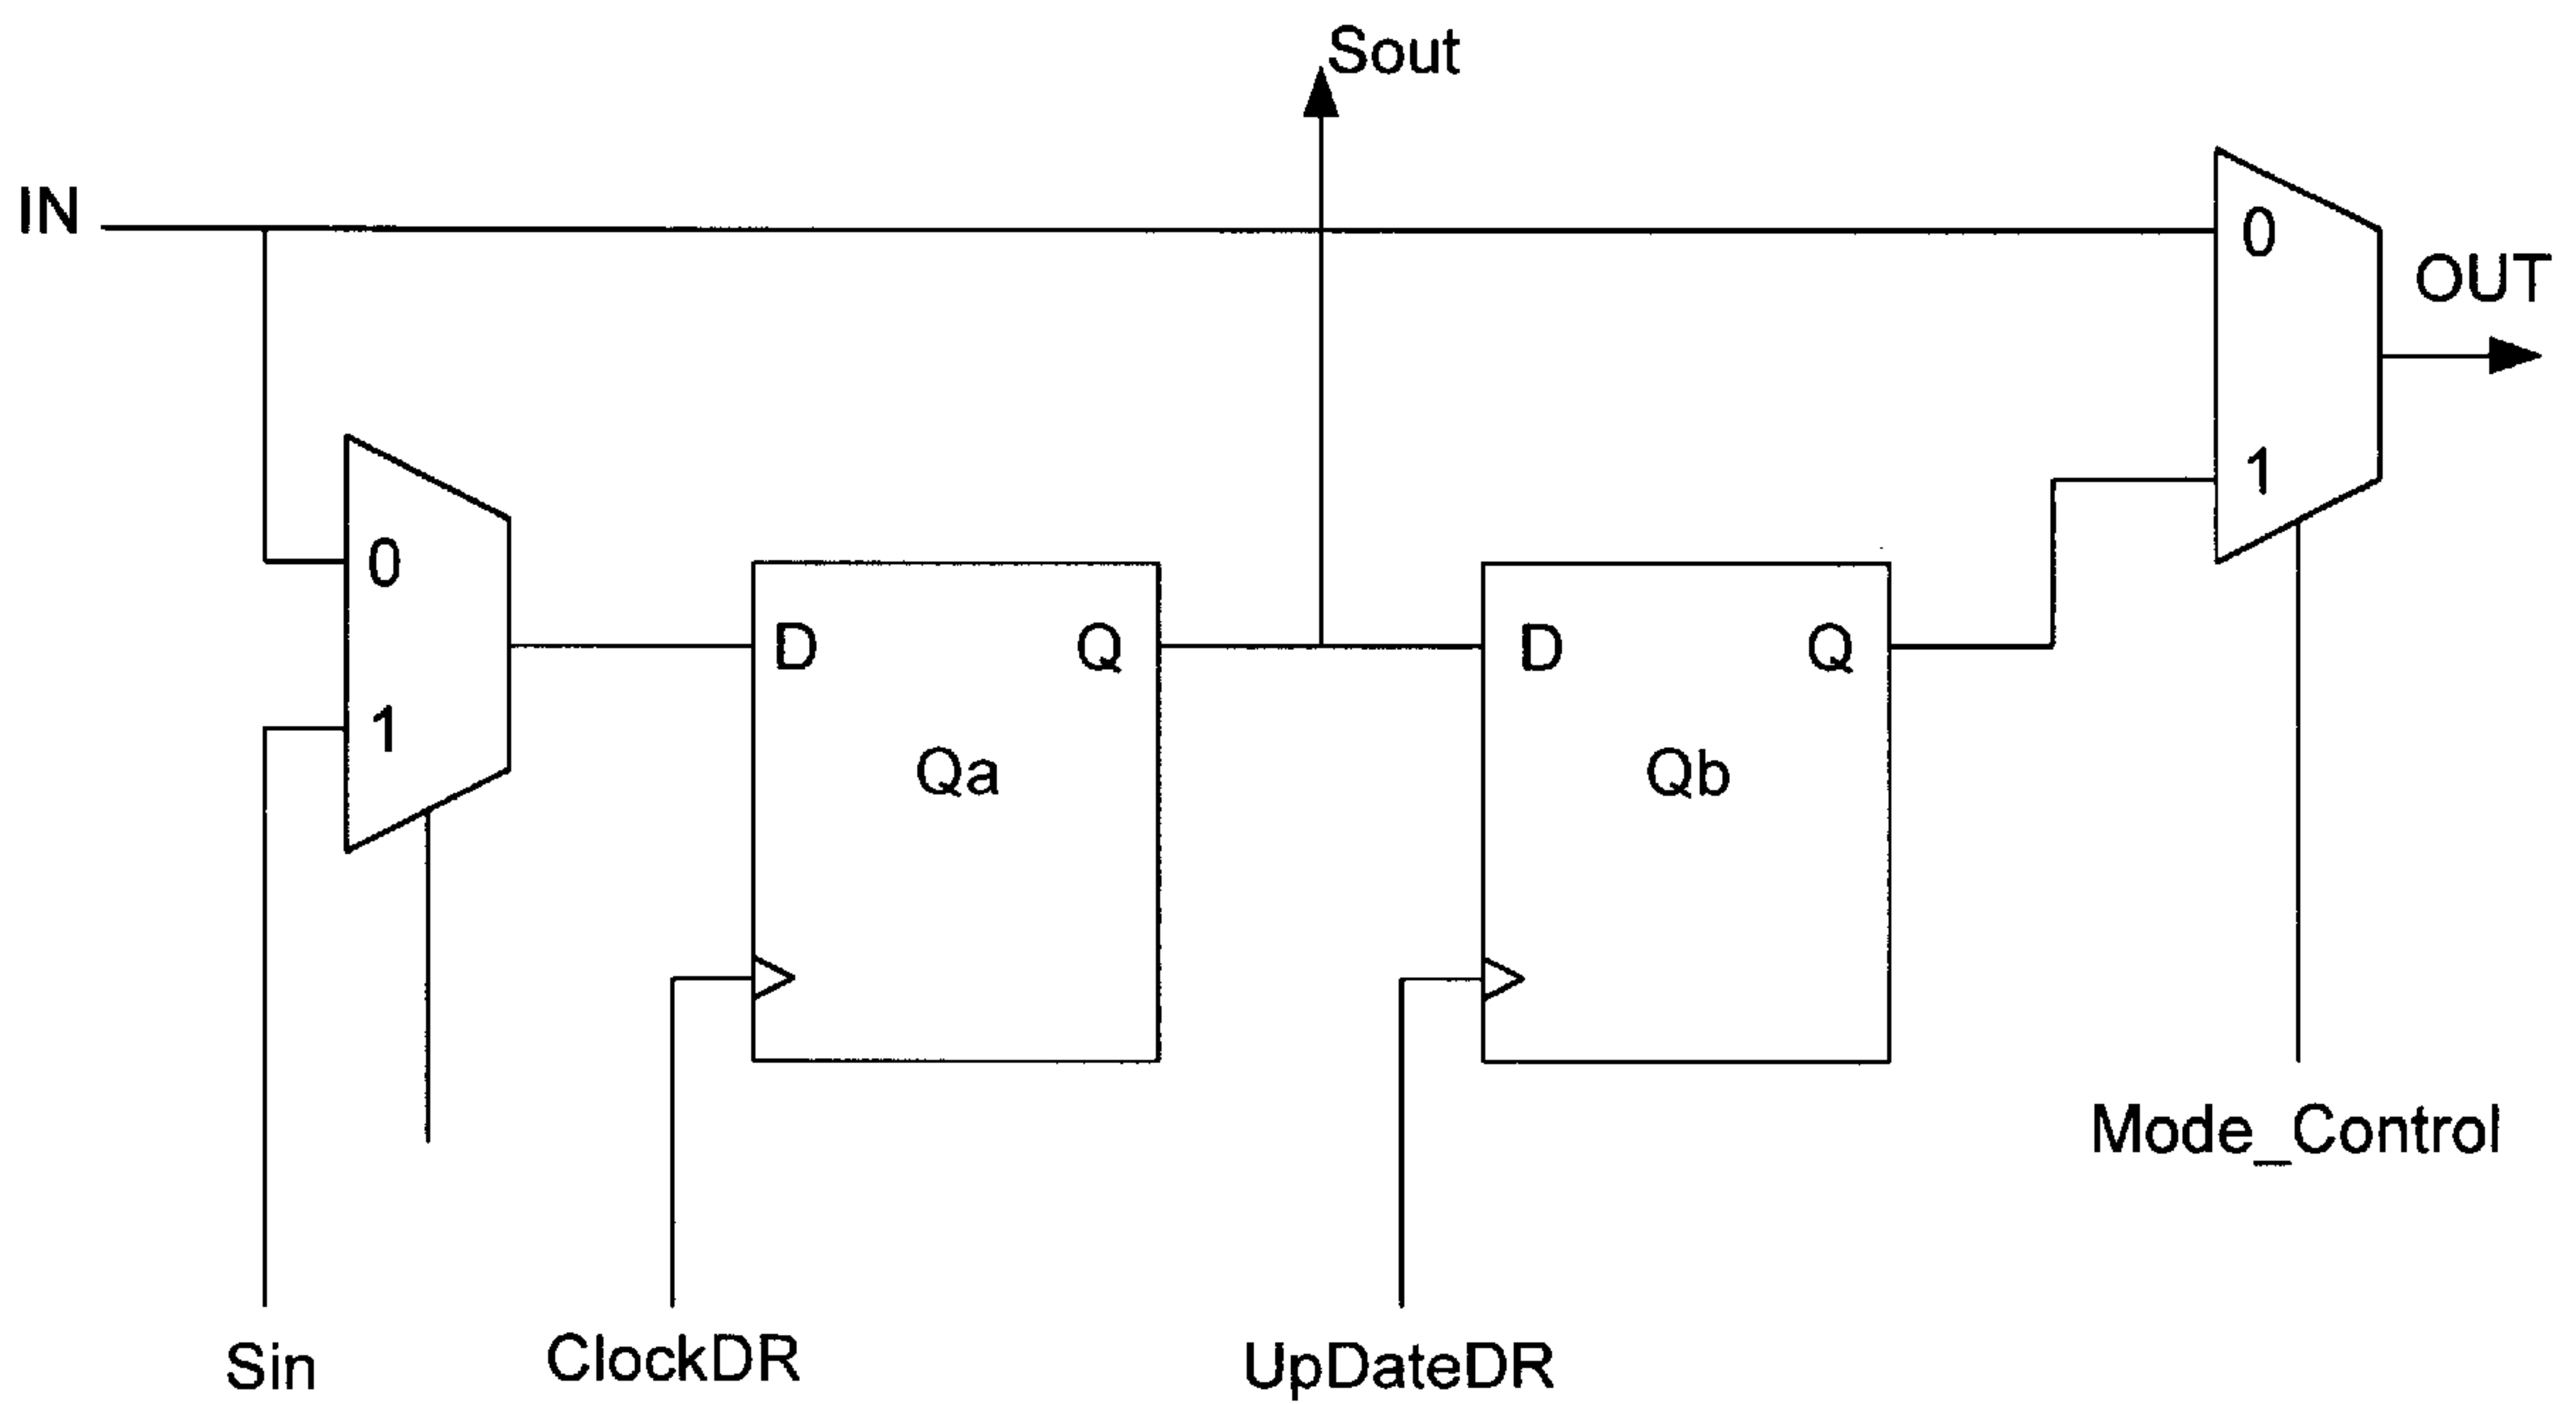 Sout
IN
0
OUT
1
0
D
Q
D
Q
1
Qa
Qb
Mode_Control
Sin
ClockDR
UpDateDR